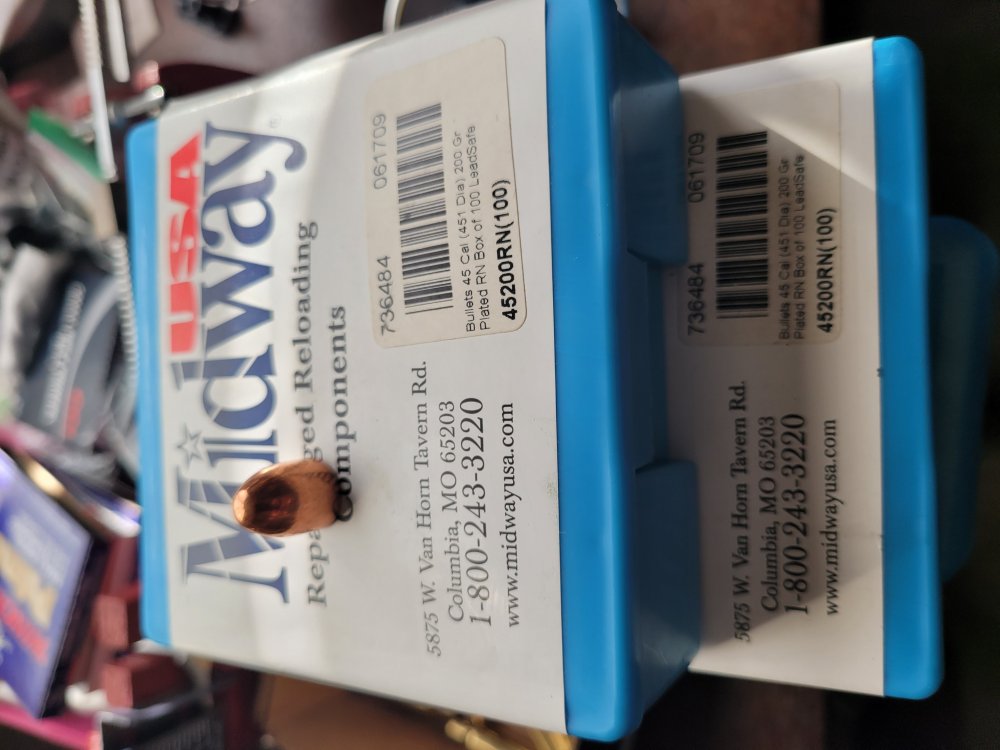 Midway USA®
Repa ged Reloading
Components
736484 061709
Bullets 45 Cal (451 Dia) 200 Gr
Plated RN Box of 100 LeadSafe
45200RN(100)
5875 W. Van Horn Tavern Rd.
Columbia, MO 65203
1-800-243-3220
www.midwayusa.com
736484 061709
Bullets 45 Cal (451 Dia) 200 Gr
Plated RN Box of 100 LeadSafe
45200RN(100)
5875 W. Van Horn Tavern Rd.
Columbia, MO 65203
1-800-243-3220
www.midwayusa.com